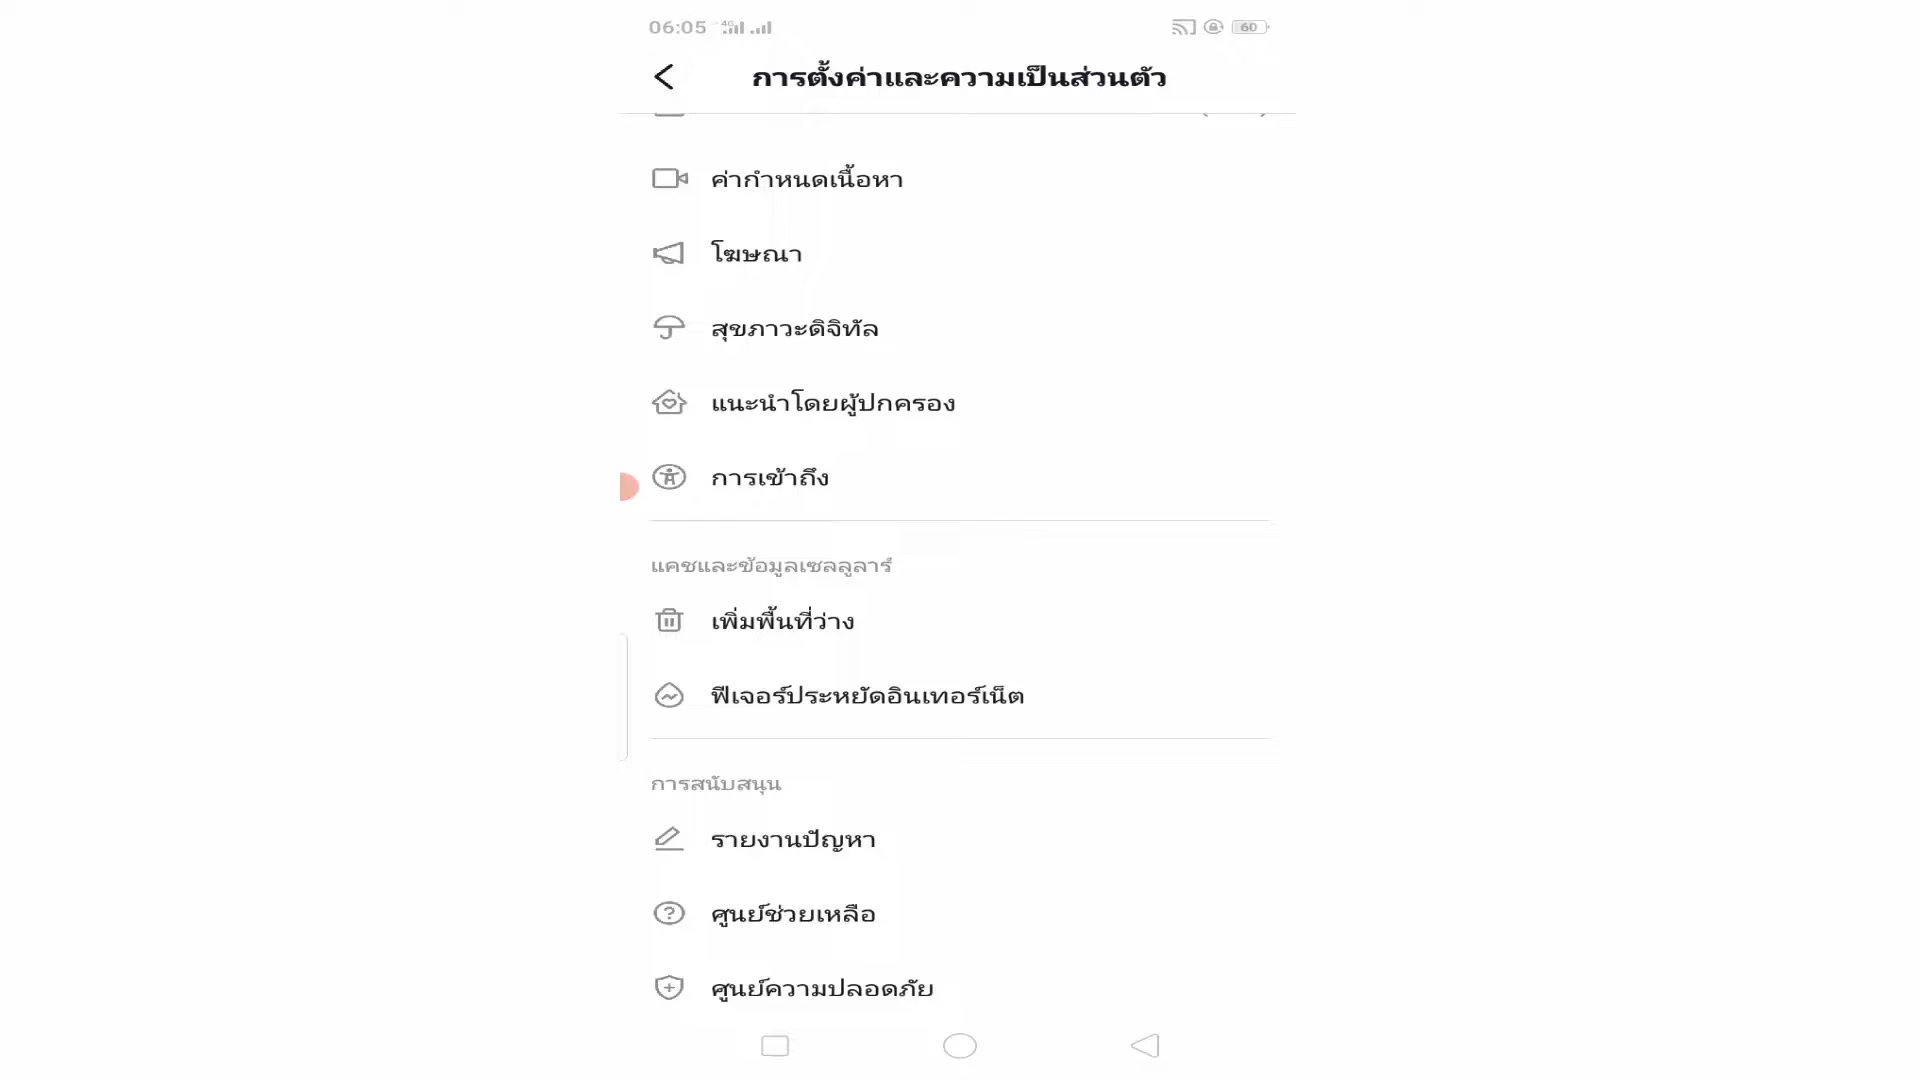 06:05 4G 60
การตั้งค่าและความเป็นส่วนตัว
ค่ากำหนดเนื้อหา
โฆษณา
สุขภาวะดิจิทัล
แนะนำโดยผู้ปกครอง
การเข้าถึง
แคชและข้อมูลเซลลูลาร์
เพิ่มพื้นที่ว่าง
ฟีเจอร์ประหยัดอินเทอร์เน็ต
การสนับสนุน
รายงานปัญหา
ศูนย์ช่วยเหลือ
ศูนย์ความปลอดภัย